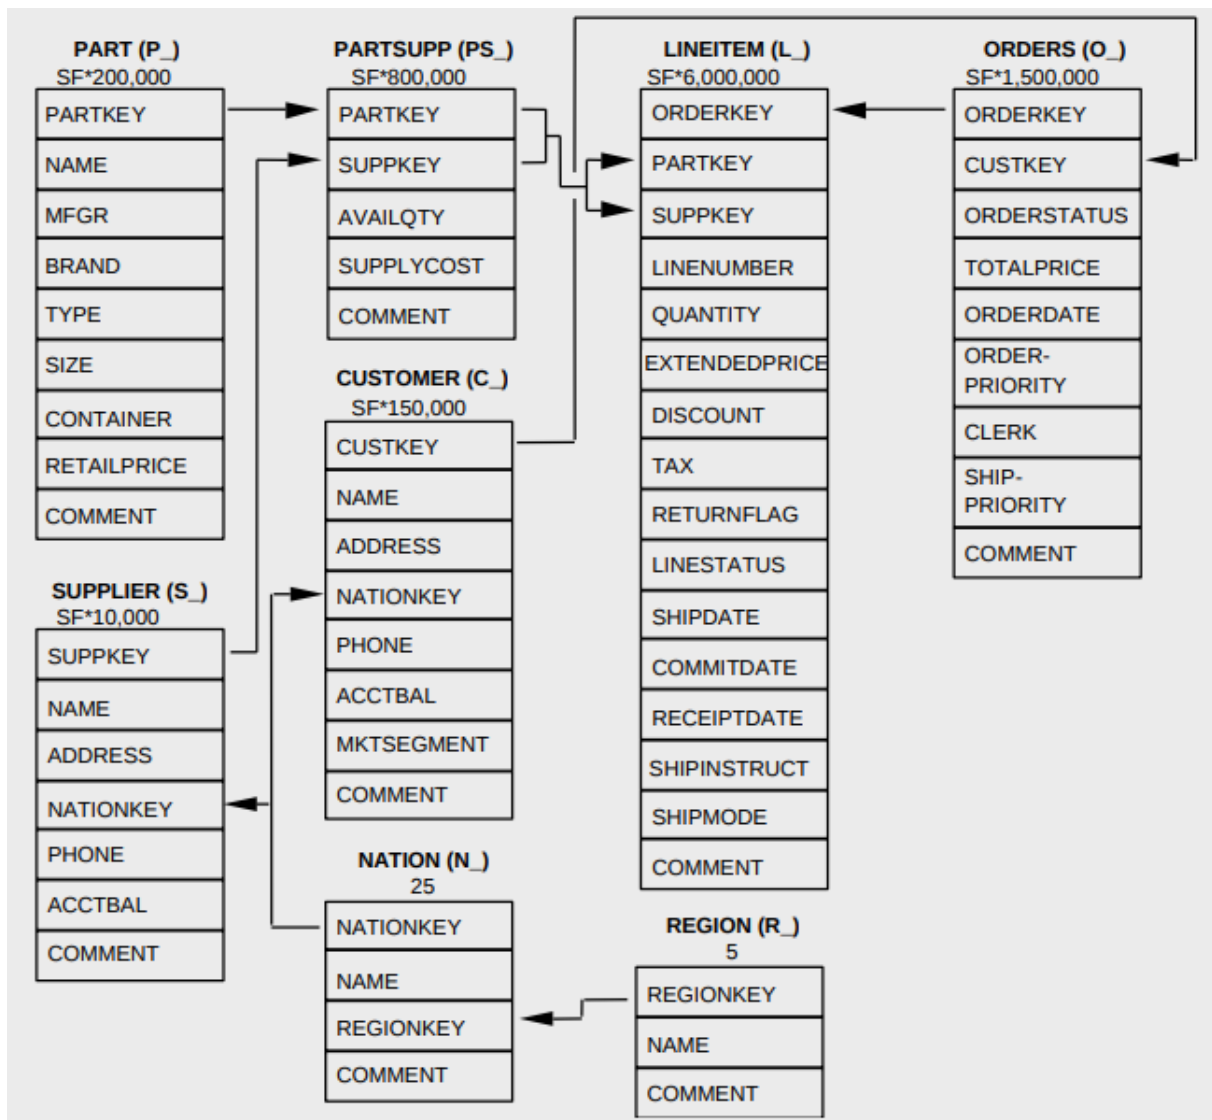 PART (P_)
SF*200,000
PARTKEY
NAME
MFGR
BRAND
TYPE
SIZE
CONTAINER
RETAILPRICE
COMMENT
SUPPLIER (S_)
SF*10,000
SUPPKEY
NAME
ADDRESS
NATIONKEY
PHONE
ACCTBAL
COMMENT
PARTSUPP (PS_)
SF*800,000
PARTKEY
SUPPKEY
AVAILQTY
SUPPLYCOST
COMMENT
CUSTOMER (C_)
SF*150,000
CUSTKEY
NAME
ADDRESS
NATIONKEY
PHONE
ACCTBAL
MKTSEGMENT
COMMENT
NATION (N_)
25
NATIONKEY
NAME
REGIONKEY
COMMENT
LINEITEM (L_)
SF*6,000,000
ORDERKEY
PARTKEY
SUPPKEY
LINENUMBER
QUANTITY
EXTENDEDPRICE
DISCOUNT
TAX
RETURNFLAG
LINESTATUS
SHIPDATE
COMMITDATE
RECEIPTDATE
SHIPINSTRUCT
SHIPMODE
COMMENT
REGION (R_)
5
REGIONKEY
NAME
COMMENT
ORDERS (O_)
SF*1,500,000
ORDERKEY
CUSTKEY
ORDERSTATUS
TOTALPRICE
ORDERDATE
ORDER-
PRIORITY
CLERK
SHIP-
PRIORITY
COMMENT